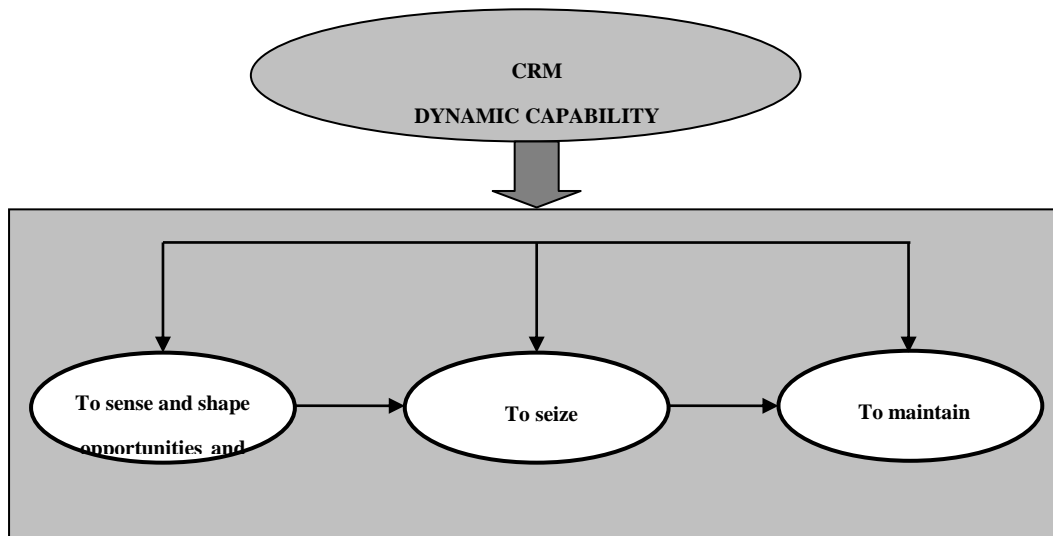 CRM
DYNAMIC CAPABILITY
To sense and shape
opportunities and
To seize
To maintain